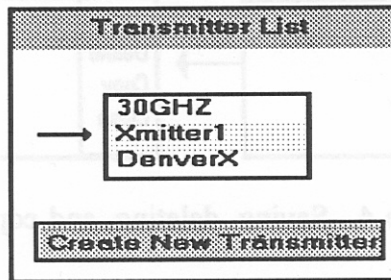 Transmitter List
30GHZ
Xmitter1
DenverX
Create New Transmitter